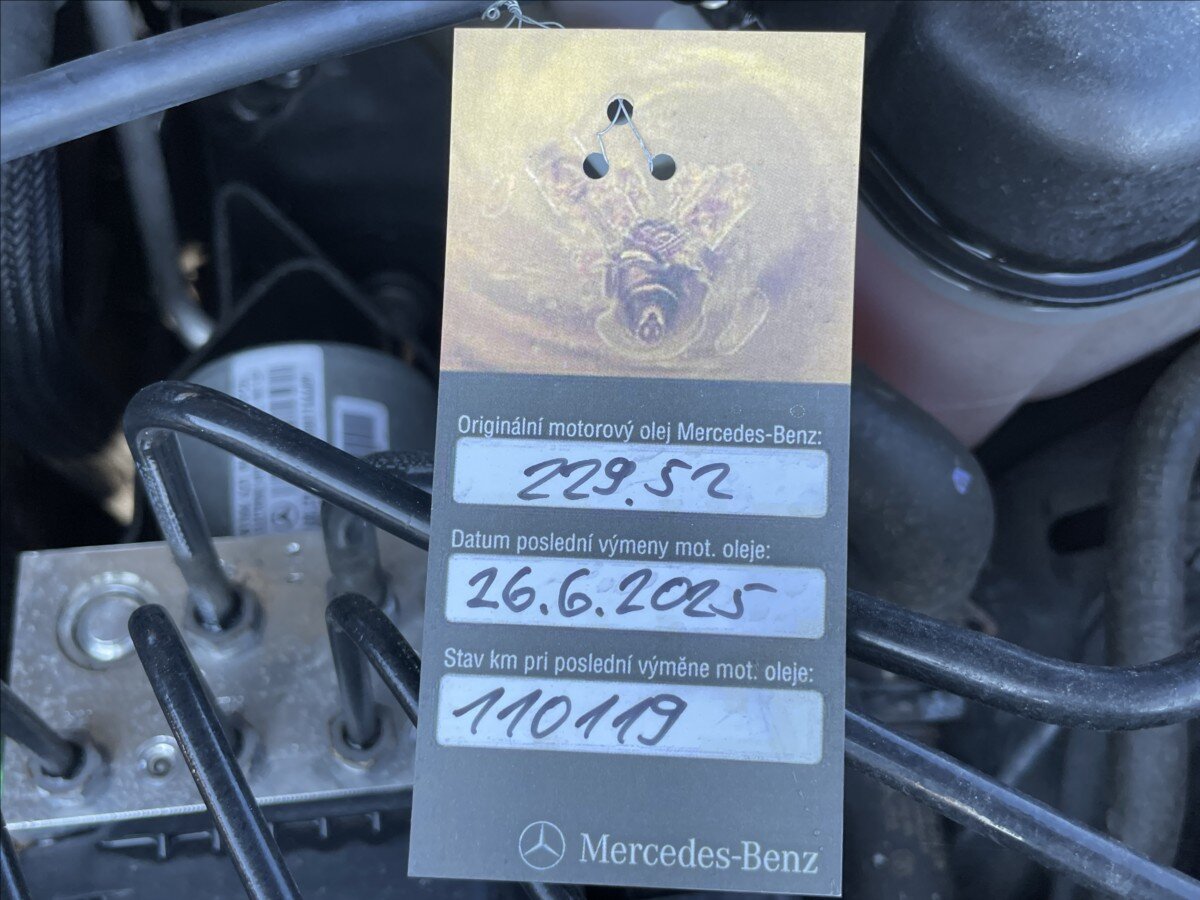 Originální motorový olej Mercedes-Benz:
229.52
Datum poslední výmeny mot. oleje:
26.6.2025
Stav km pri poslední výměne mot. oleje:
110119
Mercedes-Benz